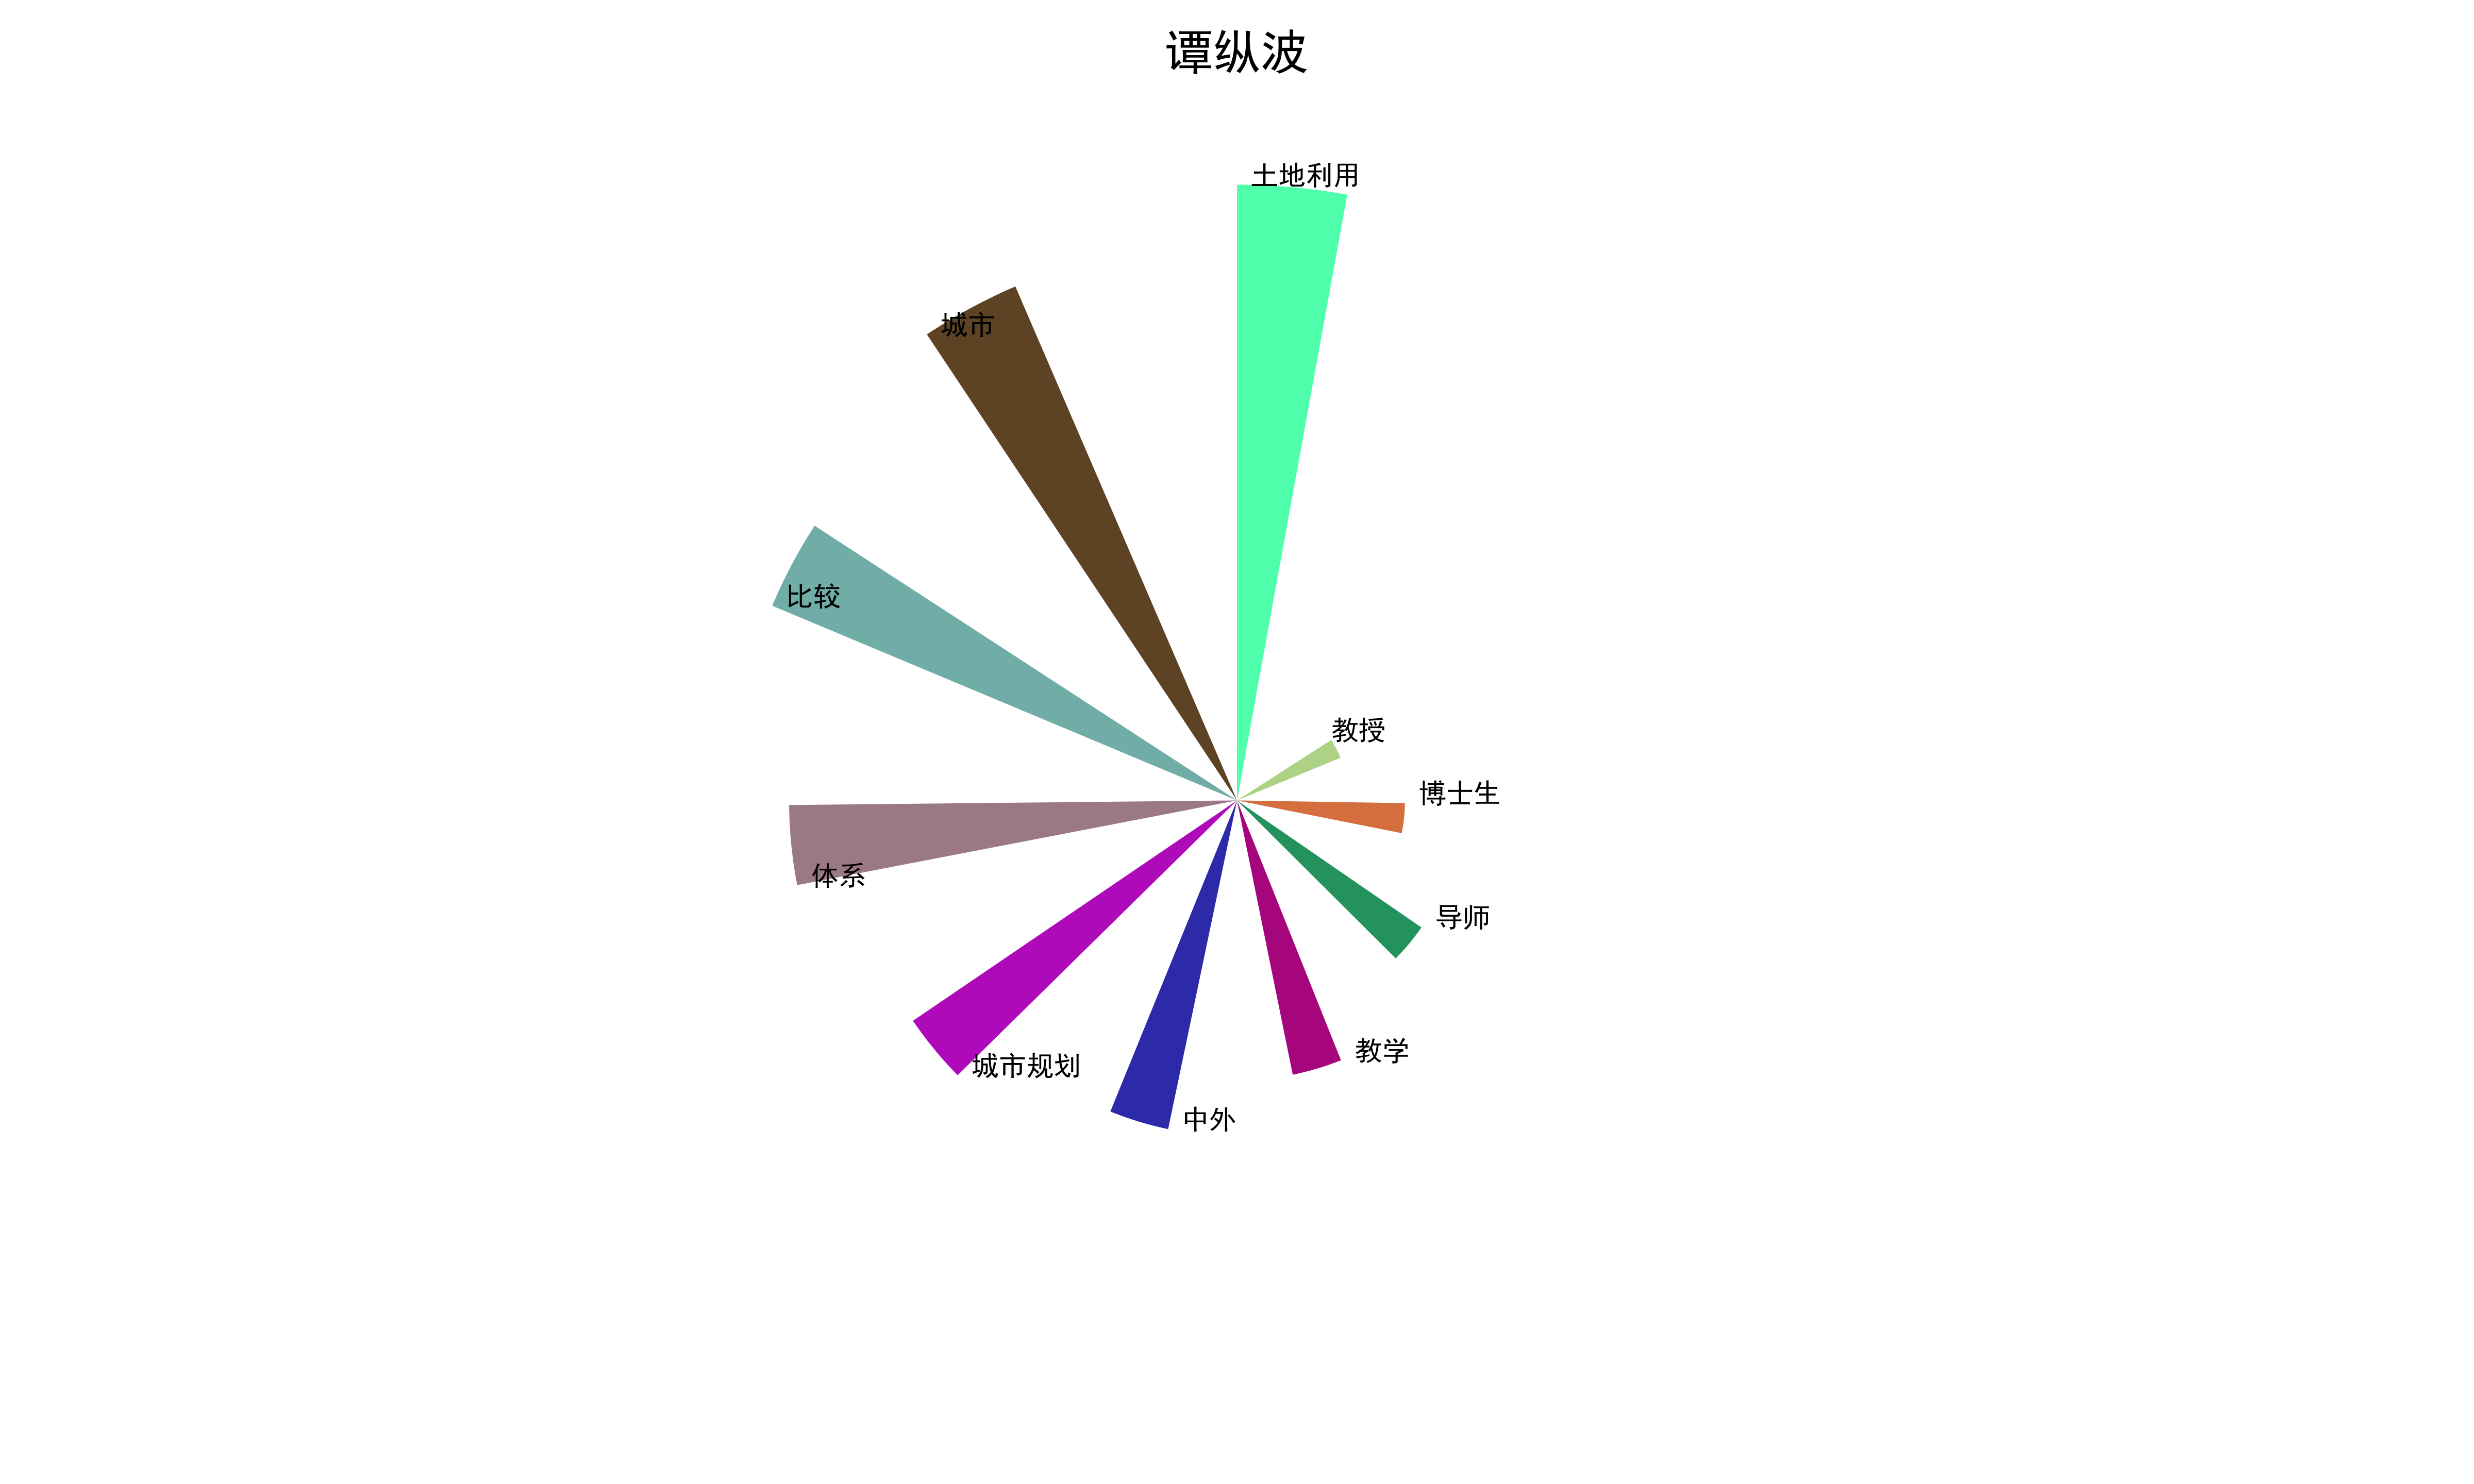 谭纵波
土地利用
城市
比较
教授
博士生
体系
导师
教学
城市规划
中外